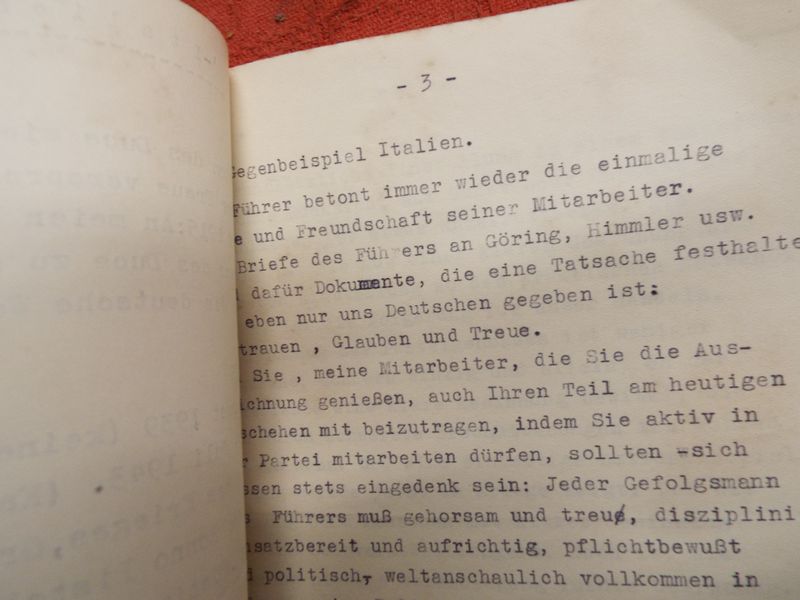 - 3 -
Gegenbeispiel Italien.
Führer betont immer wieder die einmalige
e und Freundschaft seiner Mitarbeiter.
Briefe des Führers an Göring, Himmler usw.
d dafür Dokumente, die eine Tatsache festhalte
eben nur uns Deutschen gegeben ist:
trauen , Glauben und Treue.
Sie , meine Mitarbeiter, die Sie die Aus-
ichnung genießen, auch Ihren Teil am heutigen
schehen mit beizutragen, indem Sie aktiv in
r Partei mitarbeiten dürfen, sollten sich
ssen stets eingedenk sein: Jeder Gefolgsmann
s Führers muß gehorsam und treu, disziplini
nsatzbereit und aufrichtig, pflichtbewußt
d politisch, weltanschaulich vollkommen in